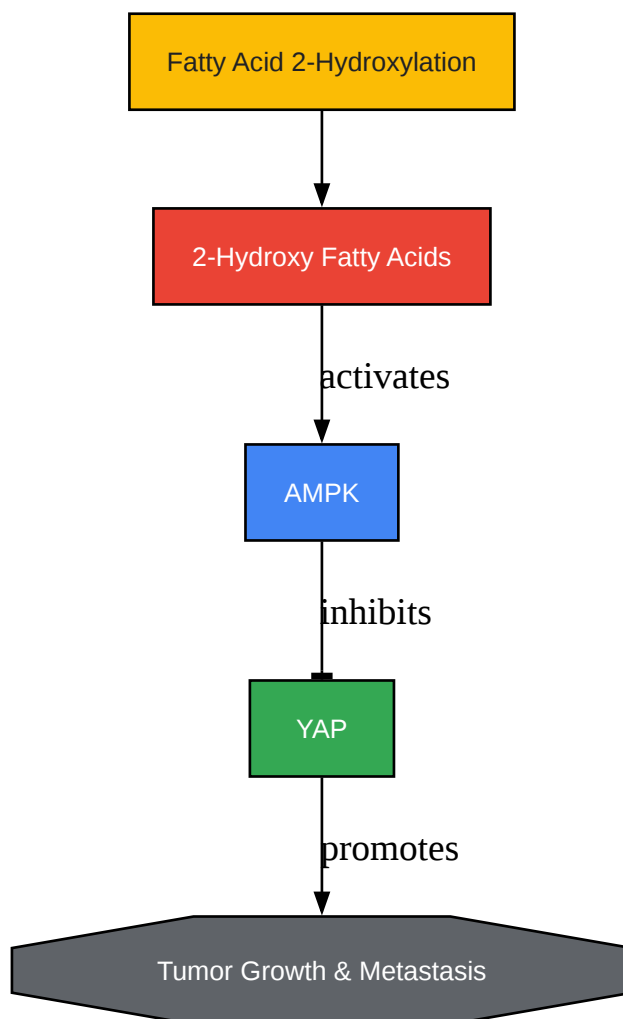 Fatty Acid 2-Hydroxylation
2-Hydroxy Fatty Acids
activates
AMPK
inhibits
YAP
promotes
Tumor Growth & Metastasis